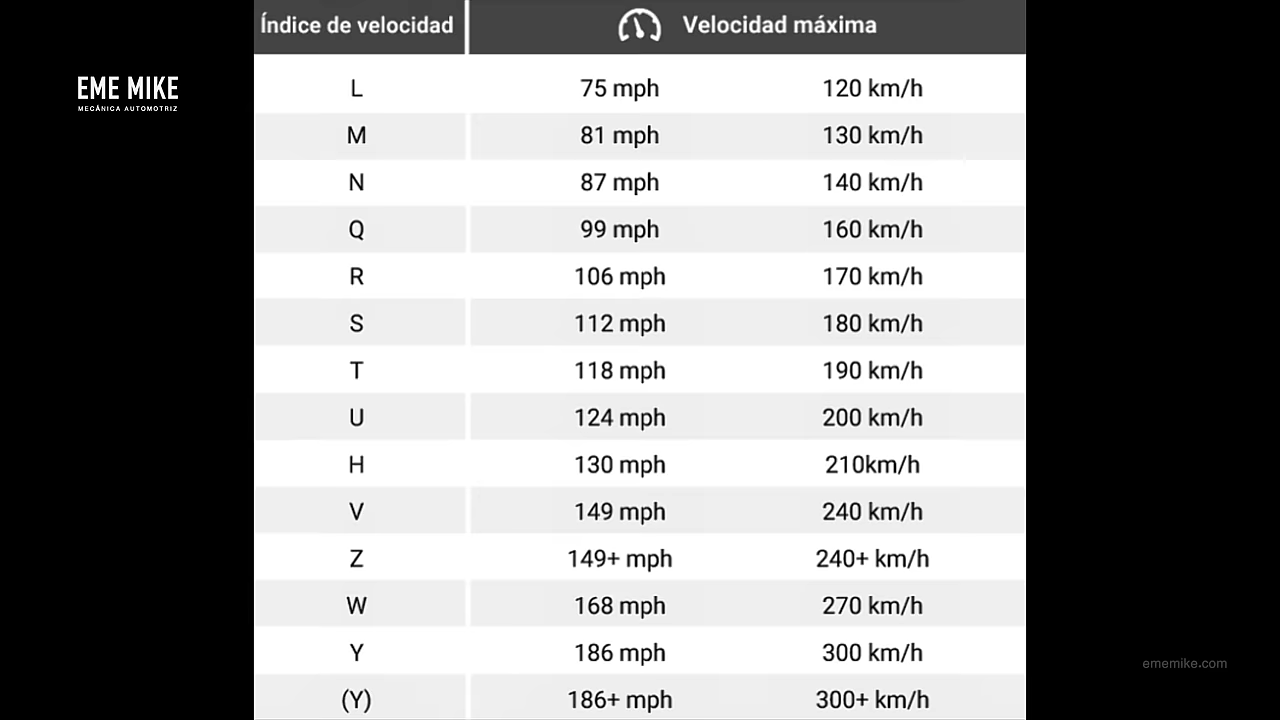 Índice de velocidad Velocidad máxima
EME MIKE
MECÁNICA AUTOMOTRIZ
L 75 mph 120 km/h
M 81 mph 130 km/h
N 87 mph 140 km/h
Q 99 mph 160 km/h
R 106 mph 170 km/h
S 112 mph 180 km/h
T 118 mph 190 km/h
U 124 mph 200 km/h
H 130 mph 210km/h
V 149 mph 240 km/h
Z 149+ mph 240+ km/h
W 168 mph 270 km/h
Y 186 mph 300 km/h
(Y) 186+ mph 300+ km/h
ememike.com